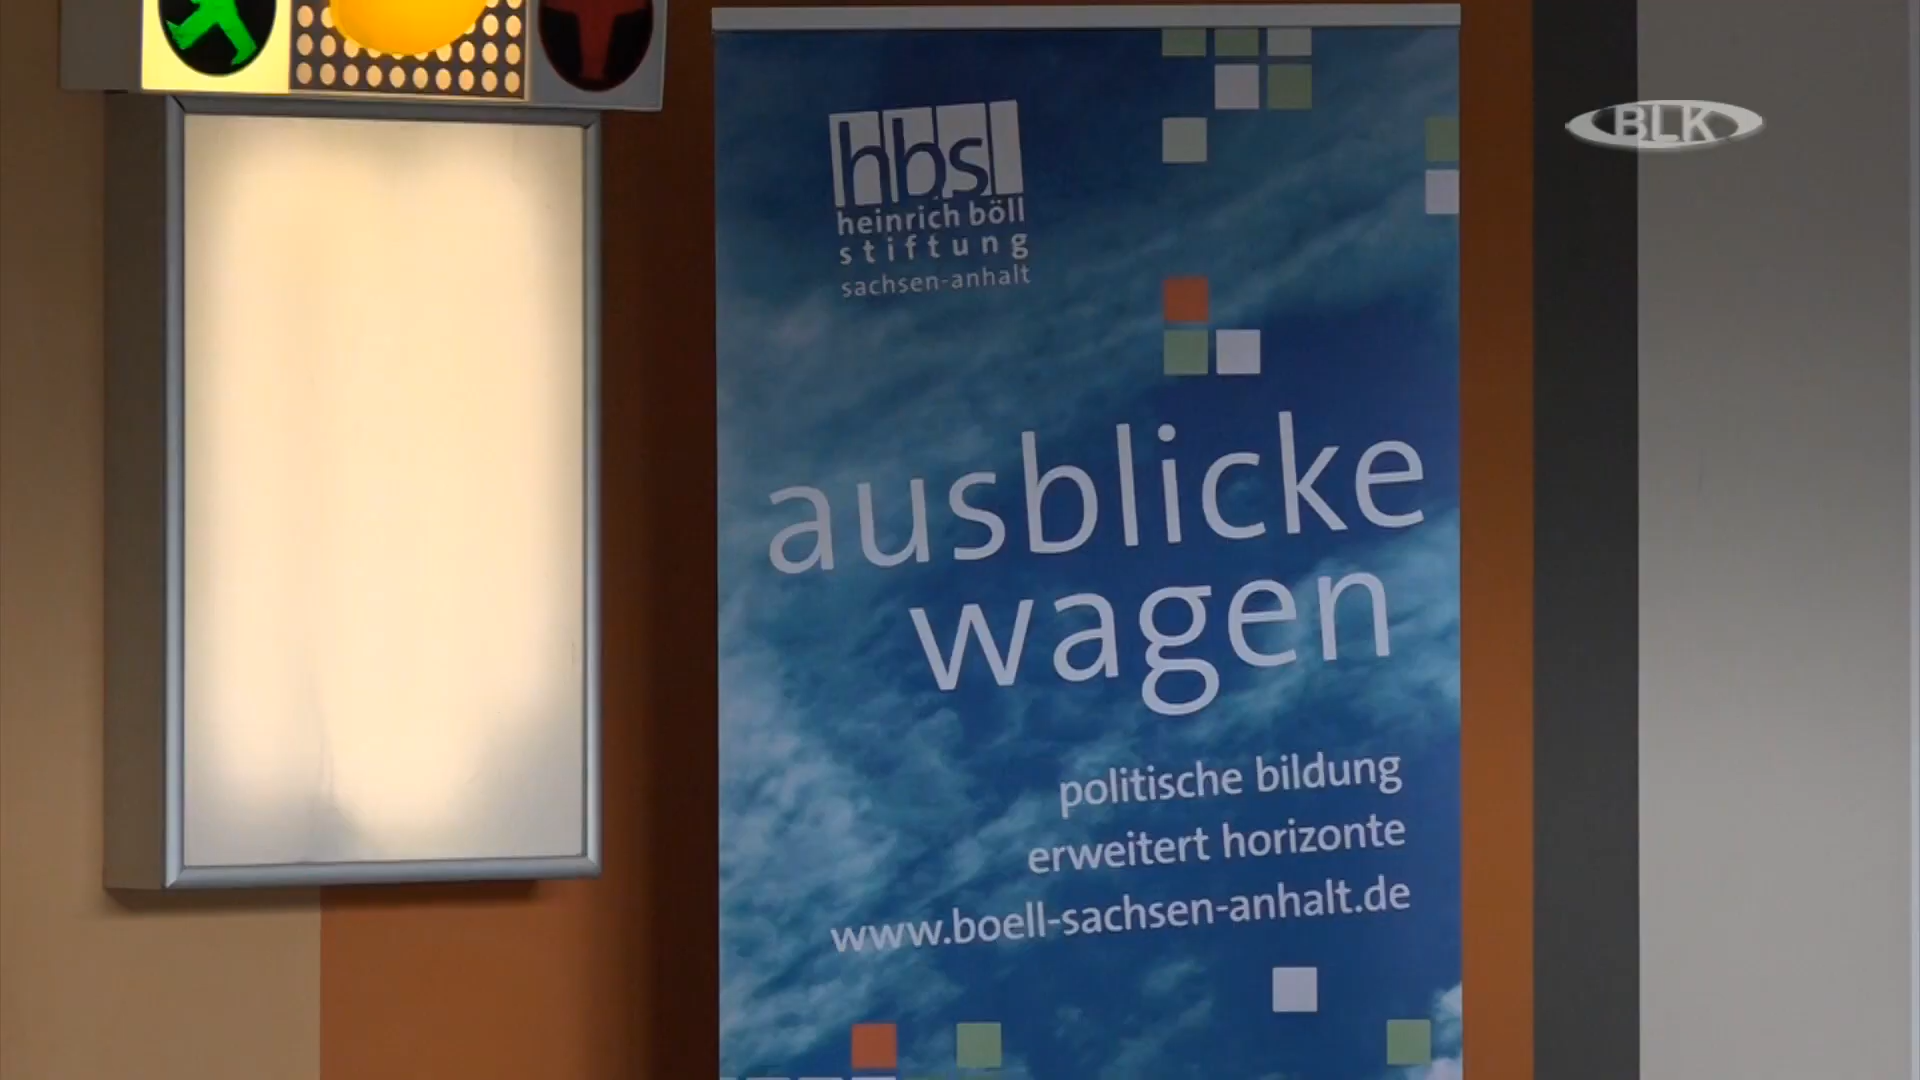 hbs
heinrich böll
stiftung
sachsen-anhalt
ausblicke
wagen
politische bildung
erweitert horizonte
www.boell-sachsen-anhalt.de
BLK